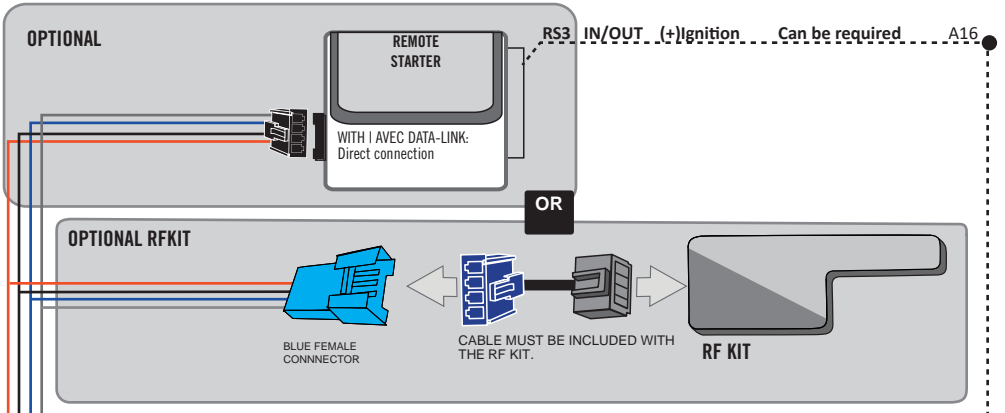 OPTIONAL
REMOTE
STARTER
WITH | AVEC DATA-LINK:
Direct connection
RS3 IN/OUT (+)Ignition Can be required A16
OR
OPTIONAL RFKIT
BLUE FEMALE
CONNNECTOR
CABLE MUST BE INCLUDED WITH
THE RF KIT.
RF KIT